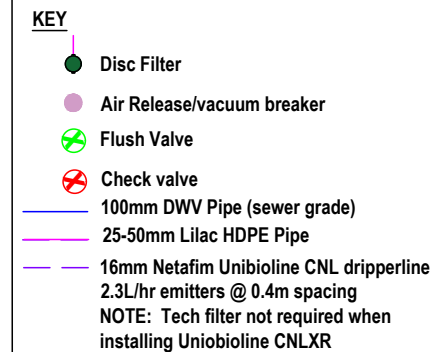 KEY
Disc Filter
Air Release/vacuum breaker
Flush Valve
Check valve
100mm DWV Pipe (sewer grade)
25-50mm Lilac HDPE Pipe
16mm Netafim Unibioline CNL dripperline
2.3L/hr emitters @ 0.4m spacing
NOTE: Tech filter not required when
installing Uniobioline CNLXR